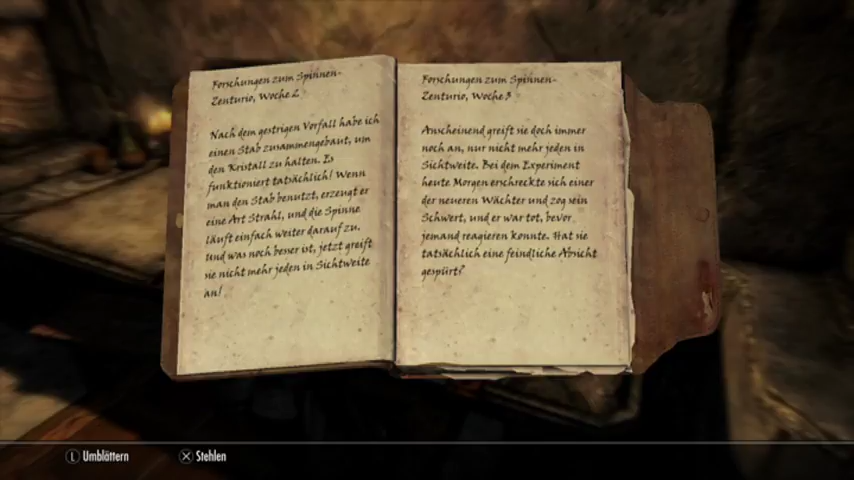 Forschungen zum Spinnen-
Zenturio, Woche 2
Nach dem gestrigen Vorfall habe ich
einen Stab zusammengebaut, um
den Kristall zu halten. Es
funktioniert tatsächlich! Wenn
man den Stab benutzt, erzeugt er
eine Art Strahl, und die Spinne
läuft einfach weiter darauf zu.
Und was noch besser ist, jetzt greift
sie nicht mehr jeden in Sichtweite
an!
Forschungen zum Spinnen-
Zenturio, Woche 3
Anscheinend greift sie doch immer
noch an, nur nicht mehr jeden in
Sichtweite. Bei dem Experiment
heute Morgen erschreckte sich einer
der neueren Wächter und zog sein
Schwert, und er war tot, bevor
jemand reagieren konnte. Hat sie
tatsächlich eine feindliche Absicht
gespürt?
L Umblättern X Stehlen